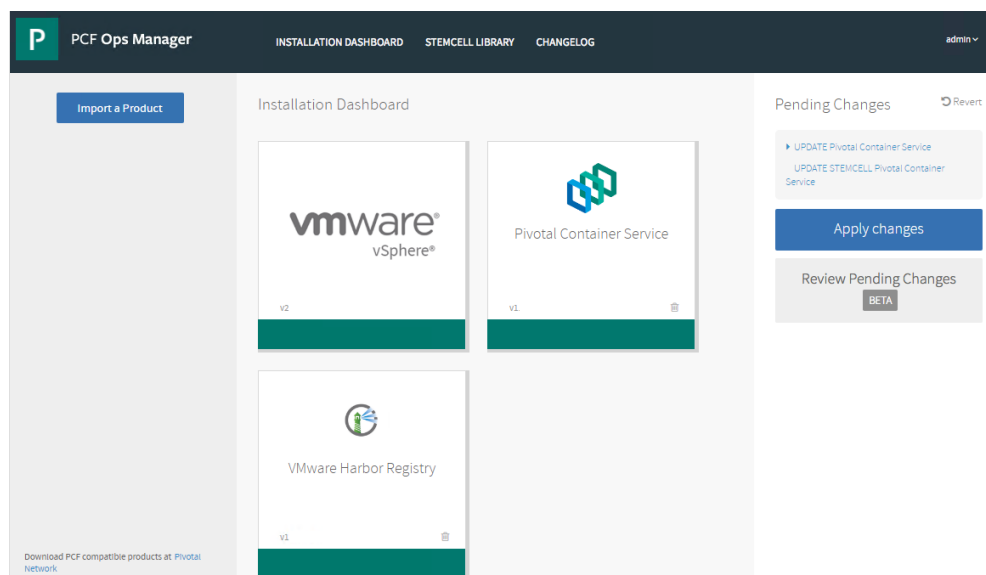 P
PCF Ops Manager
INSTALLATION DASHBOARD
STEMCELL LIBRARY
CHANGELOG
admin
Import a Product
Installation Dashboard
vmware®
vSphere®
v2
Pivotal Container Service
v1.
VMware Harbor Registry
v1
Pending Changes
Revert
UPDATE Pivotal Container Service
UPDATE STEMCELL Pivotal Container
Service
Apply changes
Review Pending Changes
BETA
Download PCF compatible products at Pivotal
Network